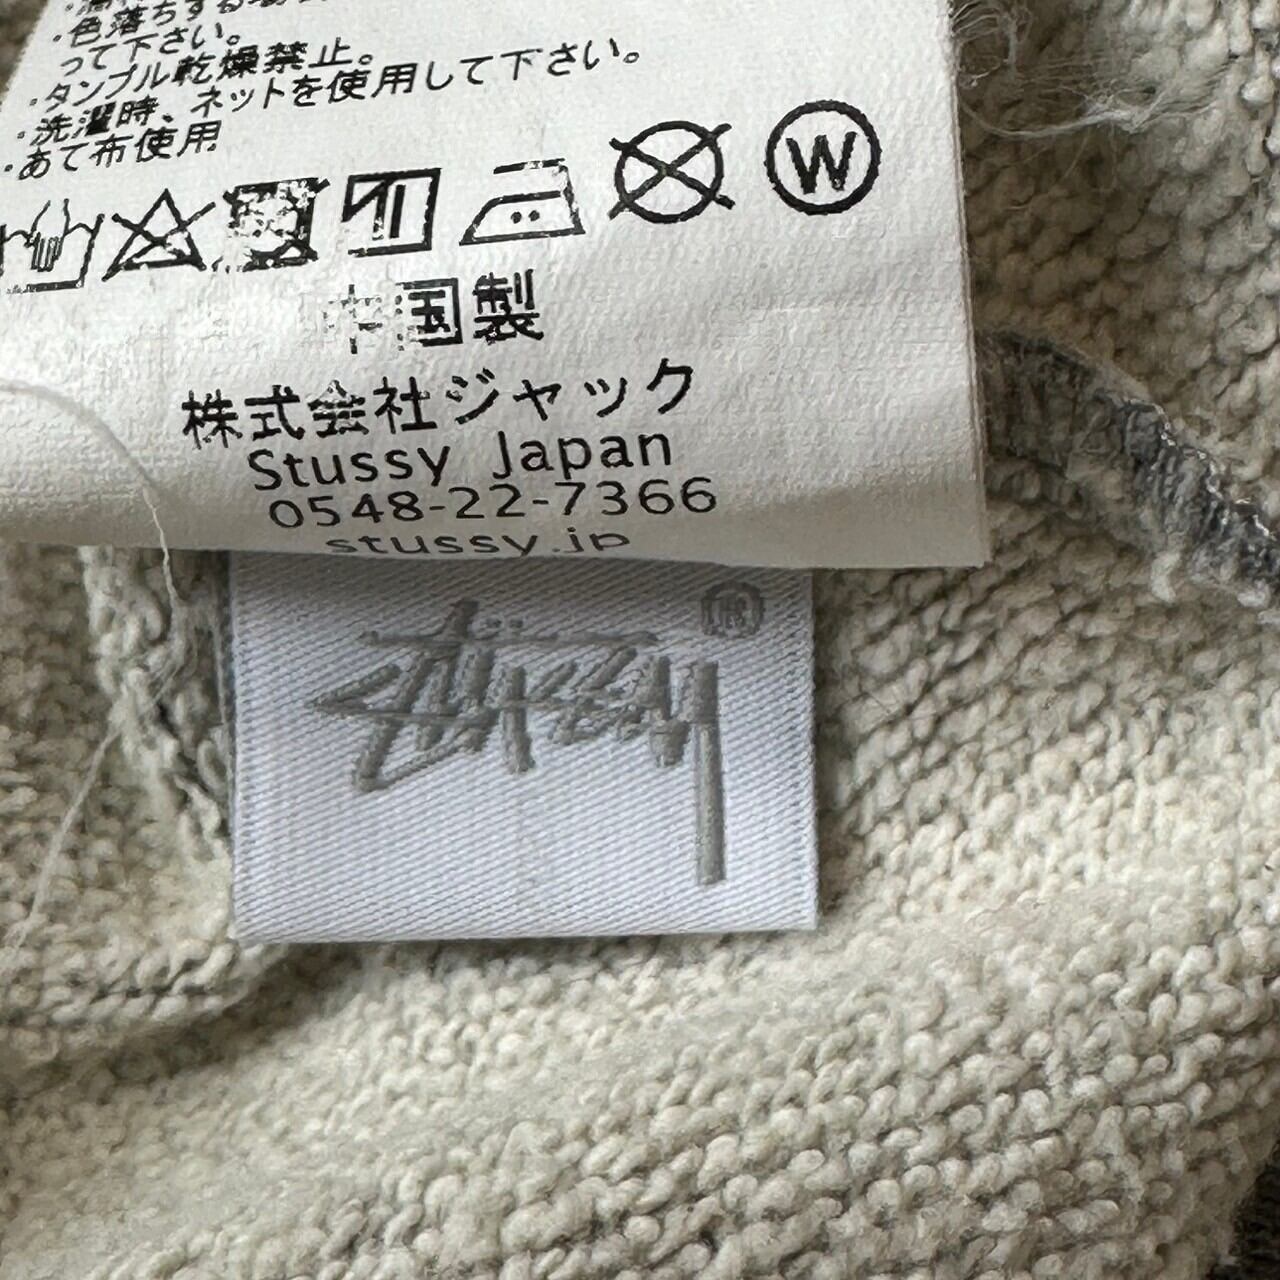 ・色落ちする場
って下さい。
・タンブル乾燥禁止。
・洗濯時、ネットを使用して下さい。
・あて布使用
W
中国製
株式会社ジャック
Stussy Japan
0548-22-7366
stussy.jp
Stüssy ®